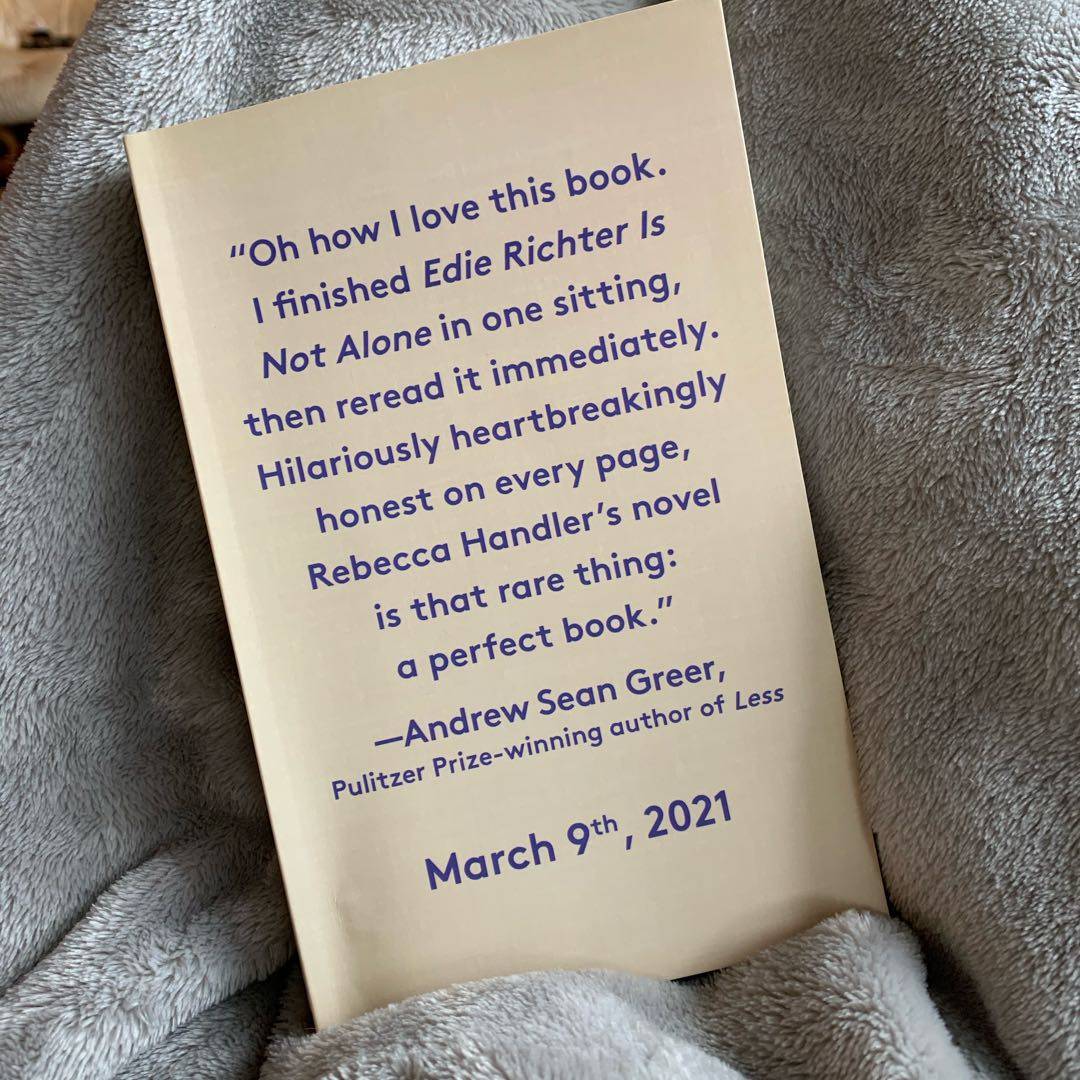 “Oh how I love this book.
I finished Edie Richter Is
Not Alone in one sitting,
then reread it immediately.
Hilariously heartbreakingly
honest on every page,
Rebecca Handler’s novel
is that rare thing:
a perfect book.”
—Andrew Sean Greer,
Pulitzer Prize-winning author of Less
March 9th, 2021